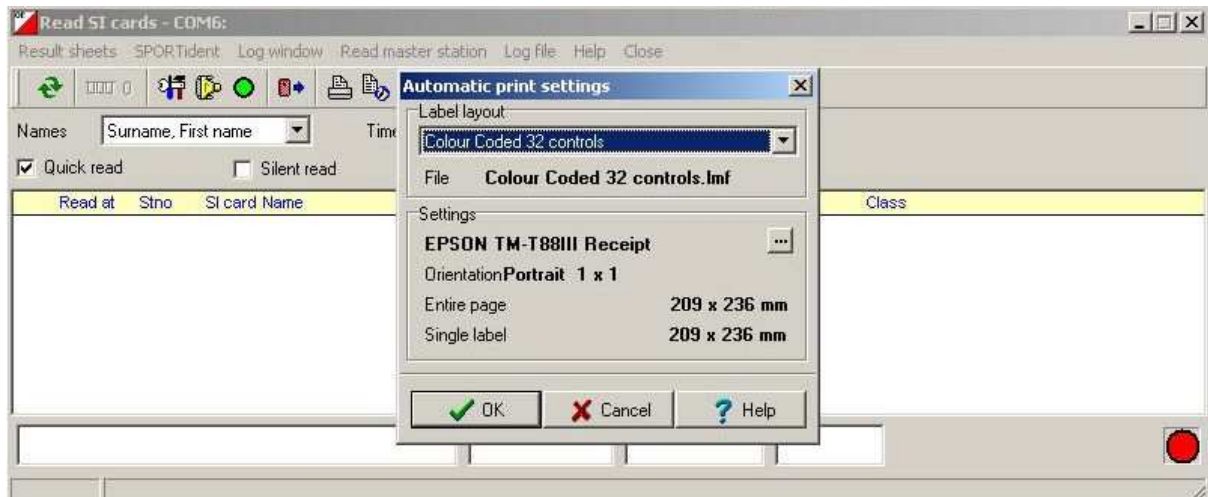 Read SI cards - COM6:
Result sheets SPORTident Log window Read master station Log file Help Close
0
Names Surname, First name Time
Quick read Silent read
Read at Stno SI card Name Class
Automatic print settings
Label layout
Colour Coded 32 controls
File Colour Coded 32 controls.lmf
Settings
EPSON TM-T88III Receipt ...
Orientation Portrait 1 x 1
Entire page 209 x 236 mm
Single label 209 x 236 mm
OK Cancel ? Help